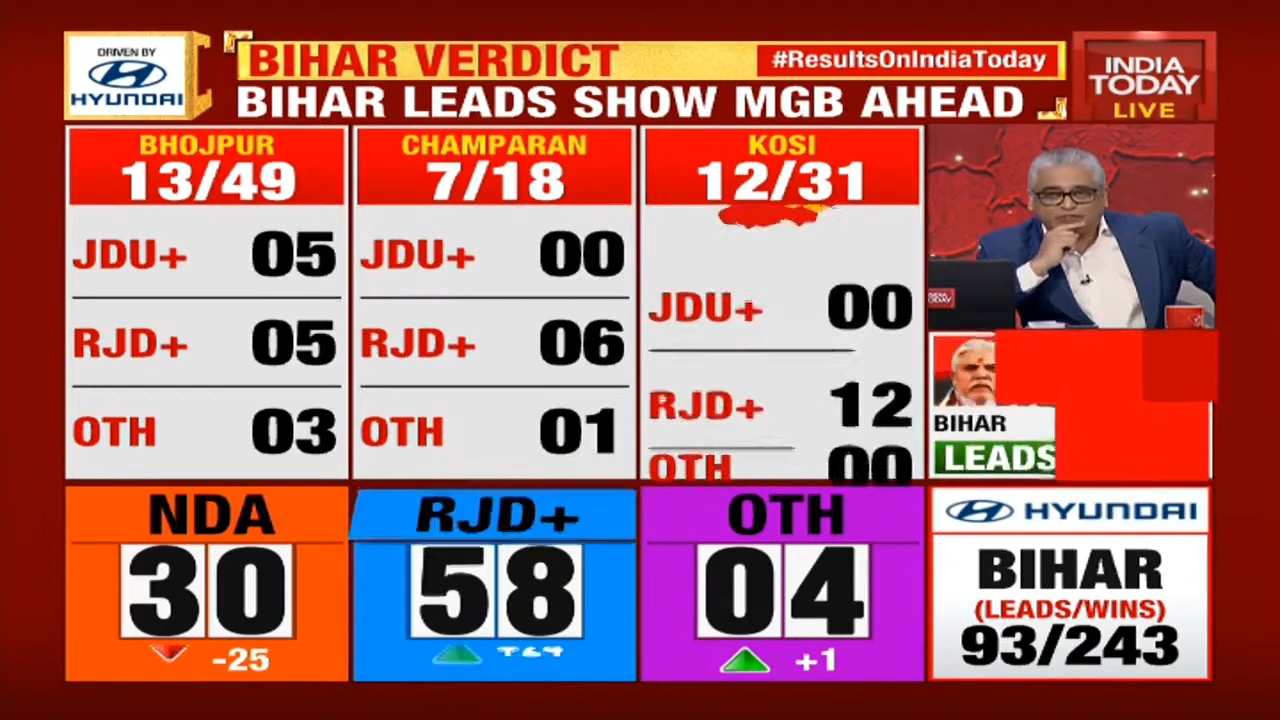 DRIVEN BY
HYUNDAI
BIHAR VERDICT
#ResultsOnIndiaToday
BIHAR LEADS SHOW MGB AHEAD
INDIA
TODAY
LIVE
BHOJPUR
13/49
JDU+ 05
RJD+ 05
OTH 03
CHAMPARAN
7/18
JDU+ 00
RJD+ 06
OTH 01
KOSI
12/31
JDU+ 00
RJD+ 12
OTH 00
INDIA
TODAY
BIHAR
LEADS
NDA
30
-25
RJD+
58
OTH
04
+1
HYUNDAI
BIHAR
(LEADS/WINS)
93/243